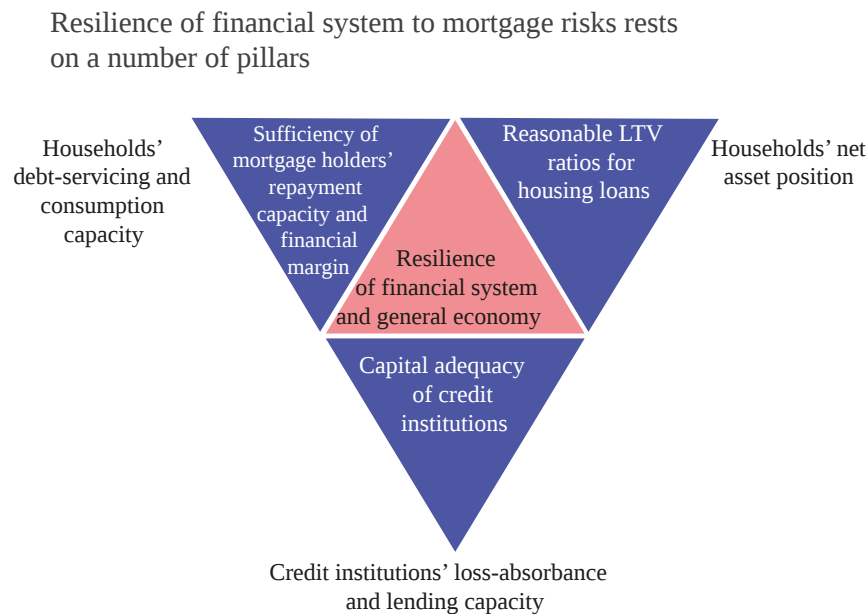 Resilience of financial system to mortgage risks rests
on a number of pillars
Households’
debt-servicing and
consumption
capacity
Sufficiency of
mortgage holders’
repayment
capacity and
financial
margin
Reasonable LTV
ratios for
housing loans
Households’ net
asset position
Resilience
of financial system
and general economy
Capital adequacy
of credit
institutions
Credit institutions’ loss-absorbance
and lending capacity